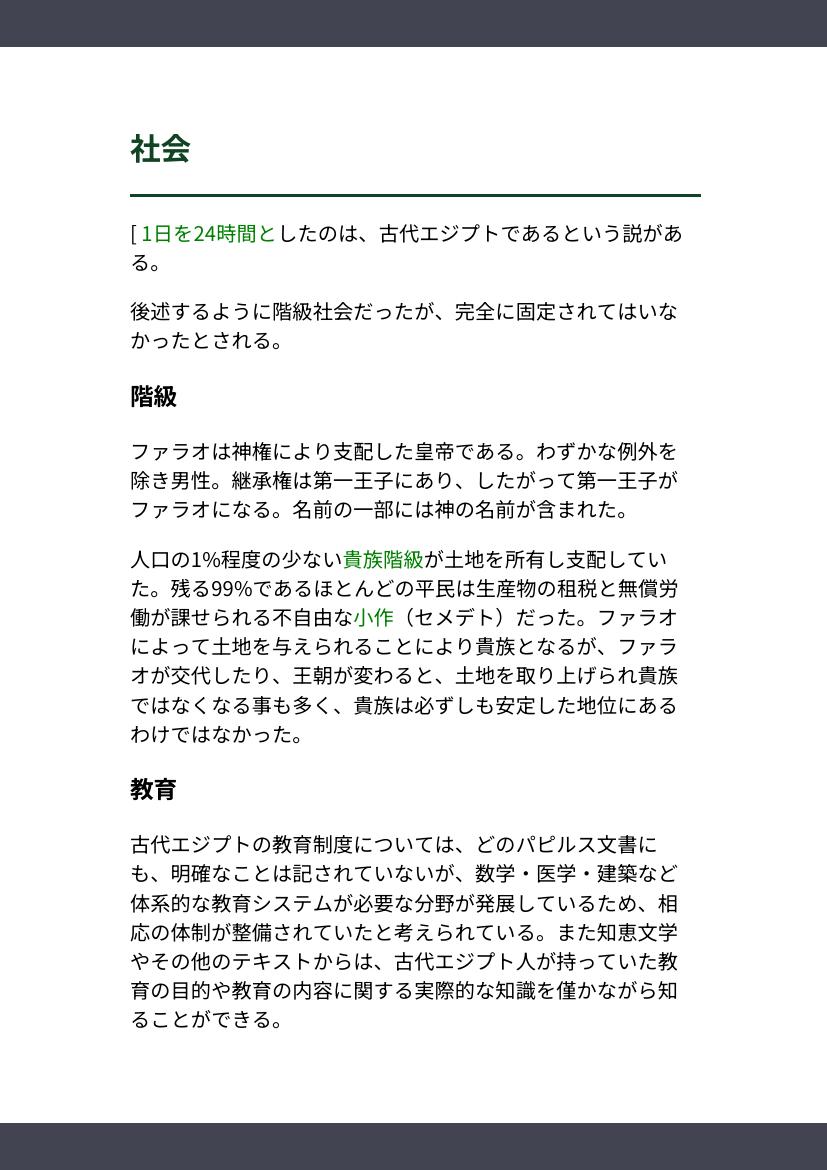 社会
[ 1日を24時間としたのは、古代エジプトであるという説があ
る。
後述するように階級社会だったが、完全に固定されてはいな
かったとされる。
階級
ファラオは神権により支配した皇帝である。わずかな例外を
除き男性。継承権は第一王子にあり、したがって第一王子が
ファラオになる。名前の一部には神の名前が含まれた。
人口の1%程度の少ない貴族階級が土地を所有し支配してい
た。残る99%であるほとんどの平民は生産物の租税と無償労
働が課せられる不自由な小作（セメデト）だった。ファラオ
によって土地を与えられることにより貴族となるが、ファラ
オが交代したり、王朝が変わると、土地を取り上げられ貴族
ではなくなる事も多く、貴族は必ずしも安定した地位にある
わけではなかった。
教育
古代エジプトの教育制度については、どのパピルス文書に
も、明確なことは記されていないが、数学・医学・建築など
体系的な教育システムが必要な分野が発展しているため、相
応の体制が整備されていたと考えられている。また知恵文学
やその他のテキストからは、古代エジプト人が持っていた教
育の目的や教育の内容に関する実際的な知識を僅かながら知
ることができる。